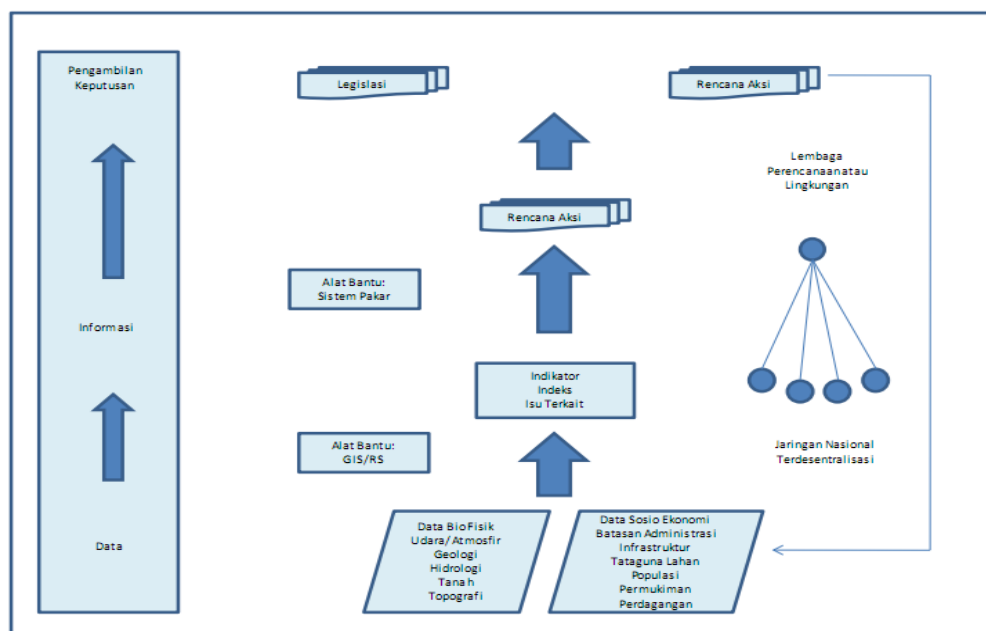 Pengambilan
Keputusan
Informasi
Data
Legislasi
Rencana Aksi
Rencana Aksi
Alat Bantu:
Sistem Pakar
Indikator
Indeks
Isu Terkait
Alat Bantu:
GIS/RS
Data BioFisik
Udara/Atmosfir
Geologi
Hidrologi
Tanah
Topografi
Data Sosio Ekonomi
Batasan Administrasi
Infrastruktur
Tataguna Lahan
Populasi
Permukiman
Perdagangan
Lembaga
Perencanaanatau
Lingkungan
Jaringan Nasional
Terdesentralisasi